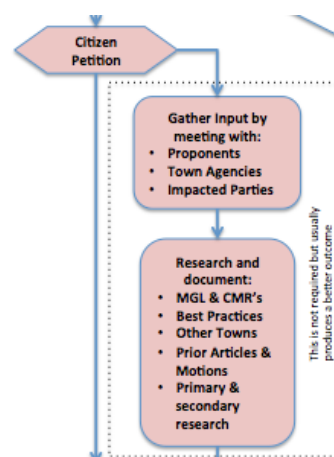 Citizen
Petition
Gather Input by
meeting with:
• Proponents
• Town Agencies
• Impacted Parties
Research and
document:
• MGL & CMR's
• Best Practices
• Other Towns
• Prior Articles &
Motions
• Primary &
secondary
research
This is not required but usually
produces a better outcome